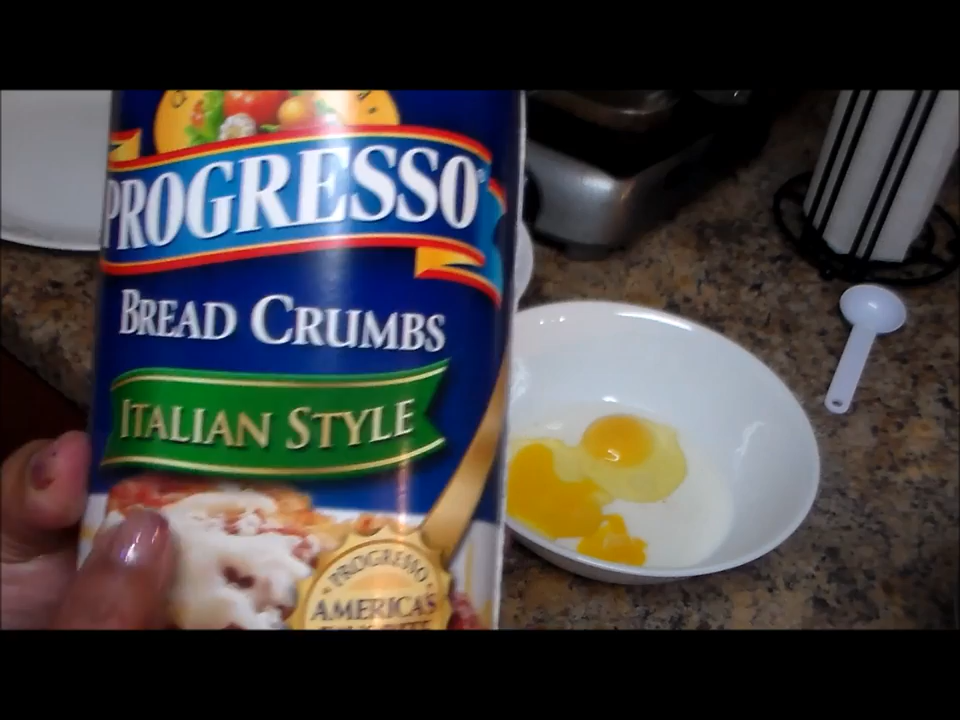 PROGRESSO
BREAD CRUMBS
ITALIAN STYLE
PROGRESSO
AMERICA'S